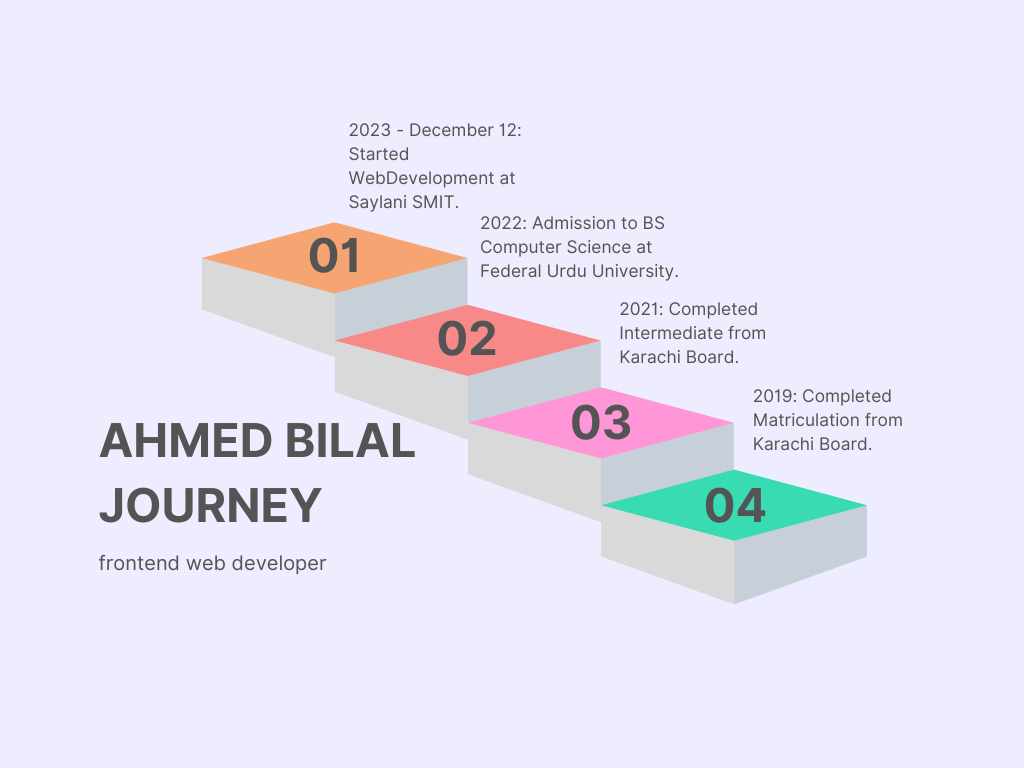 2023 - December 12:
Started
WebDevelopment at
Saylani SMIT.
01
2022: Admission to BS
Computer Science at
Federal Urdu University.
02
2021: Completed
Intermediate from
Karachi Board.
03
2019: Completed
Matriculation from
Karachi Board.
04
AHMED BILAL
JOURNEY
frontend web developer